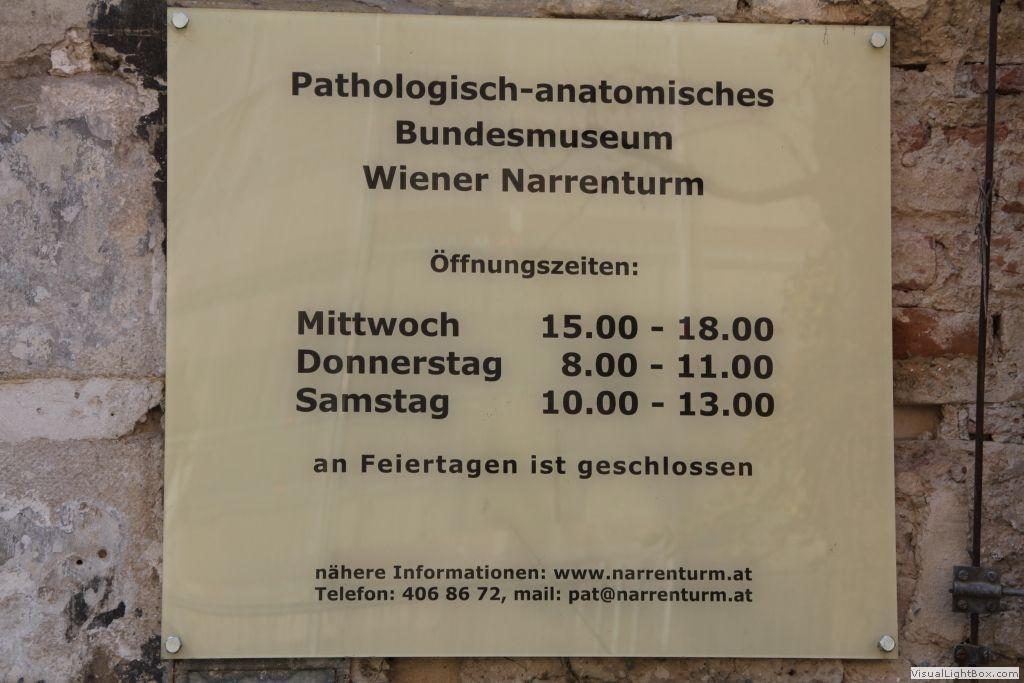 Pathologisch-anatomisches
Bundesmuseum
Wiener Narrenturm
Öffnungszeiten:
Mittwoch 15.00 - 18.00
Donnerstag 8.00 - 11.00
Samstag 10.00 - 13.00
an Feiertagen ist geschlossen
nähere Informationen: www.narrenturm.at
Telefon: 406 86 72, mail: pat@narrenturm.at
VisualLightBox.com